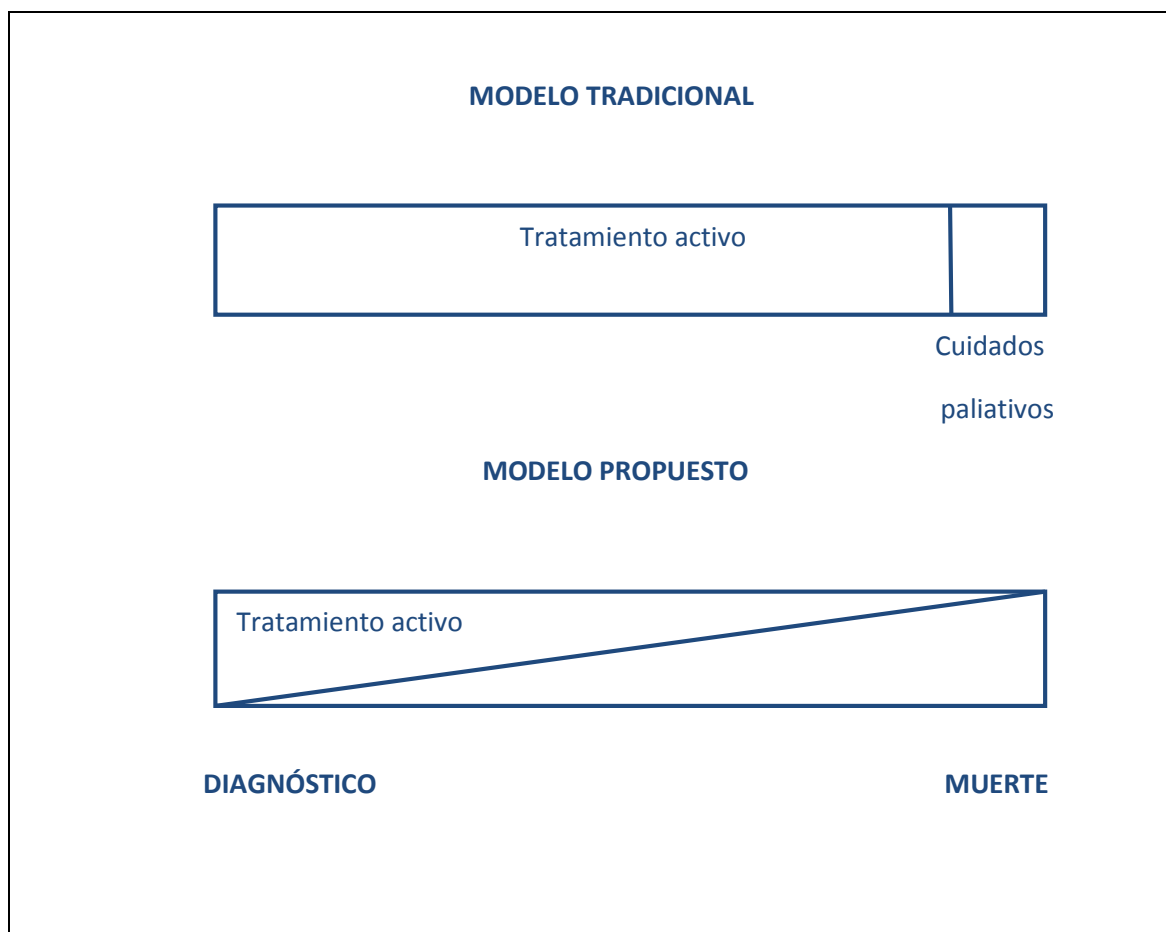 MODELO TRADICIONAL
Tratamiento activo
Cuidados
paliativos
MODELO PROPUESTO
Tratamiento activo
DIAGNÓSTICO
MUERTE